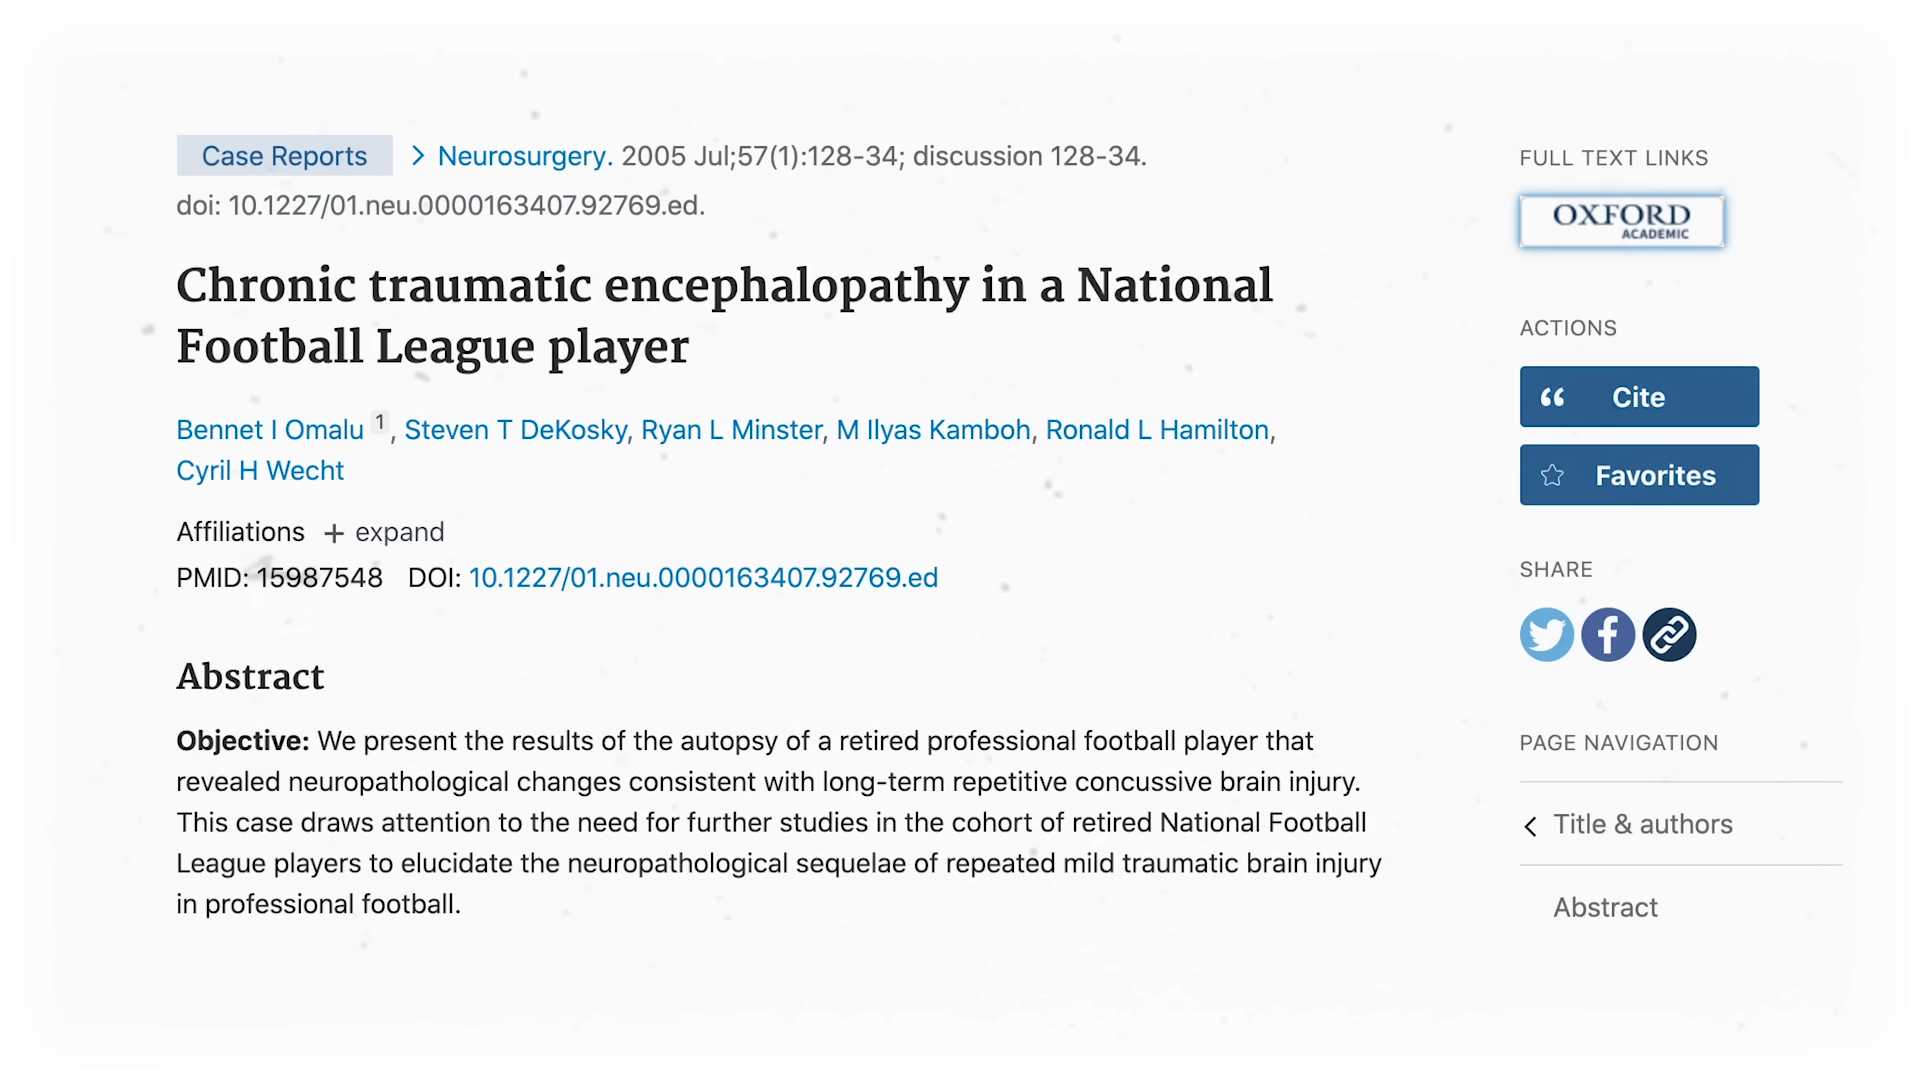 Case Reports > Neurosurgery. 2005 Jul;57(1):128-34; discussion 128-34.
doi: 10.1227/01.neu.0000163407.92769.ed.
Chronic traumatic encephalopathy in a National
Football League player
Bennet I Omalu 1, Steven T DeKosky, Ryan L Minster, M Ilyas Kamboh, Ronald L Hamilton,
Cyril H Wecht
Affiliations + expand
PMID: 15987548 DOI: 10.1227/01.neu.0000163407.92769.ed
Abstract
Objective: We present the results of the autopsy of a retired professional football player that
revealed neuropathological changes consistent with long-term repetitive concussive brain injury.
This case draws attention to the need for further studies in the cohort of retired National Football
League players to elucidate the neuropathological sequelae of repeated mild traumatic brain injury
in professional football.
FULL TEXT LINKS
OXFORD
ACADEMIC
ACTIONS
Cite
Favorites
SHARE
PAGE NAVIGATION
Title & authors
Abstract